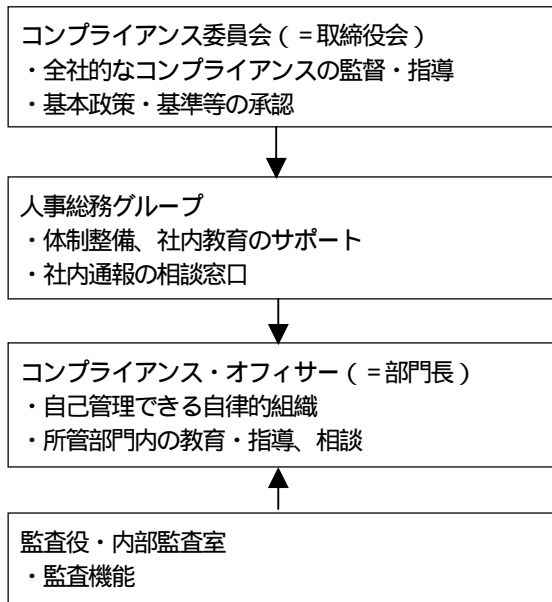 コンプライアンス委員会（＝取締役会）
・全社的なコンプライアンスの監督・指導
・基本政策・基準等の承認
人事総務グループ
・体制整備、社内教育のサポート
・社内通報の相談窓口
コンプライアンス・オフィサー（＝部門長）
・自己管理できる自律的組織
・所管部門内の教育・指導、相談
監査役・内部監査室
・監査機能